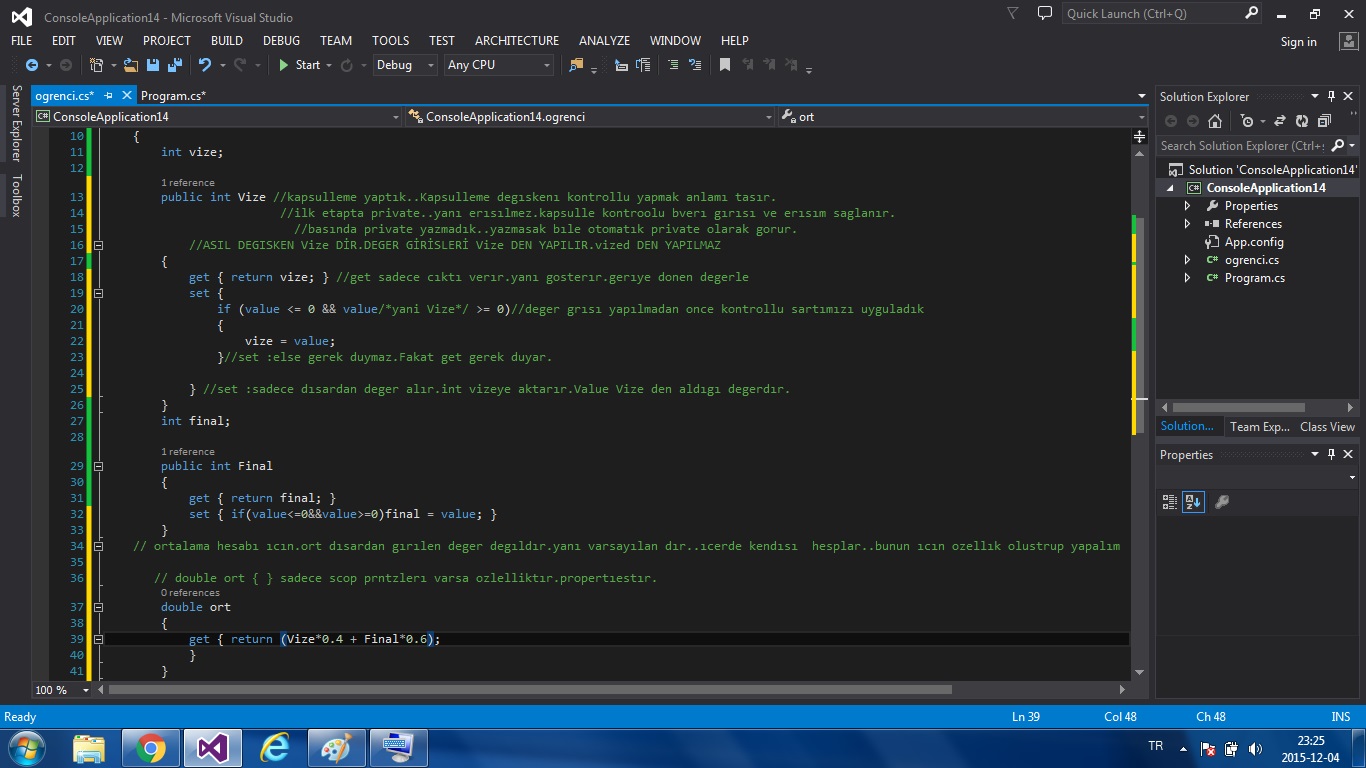 ConsoleApplication14 - Microsoft Visual Studio
Quick Launch (Ctrl+Q)
FILE EDIT VIEW PROJECT BUILD DEBUG TEAM TOOLS TEST ARCHITECTURE ANALYZE WINDOW HELP
Sign in
Start Debug Any CPU
Server Explorer
Toolbox
ogrenci.cs* Program.cs*
ConsoleApplication14 ConsoleApplication14.ogrenci ort
10 {
11 int vize;
12
1 reference
13 public int Vize //kapsulleme yaptık..Kapsulleme degıskenı kontrollu yapmak anlamı tasır.
14 //ilk etapta private..yanı erısılmez.kapsulle kontroolu bverı gırısı ve erısım saglanır.
15 //basında private yazmadık..yazmasak bıle otomatik private olarak gorur.
16 //ASIL DEGISKEN Vize DİR.DEGER GİRİSLERİ Vize DEN YAPILIR.vized DEN YAPILMAZ
17 {
18 get { return vize; } //get sadece cıktı verır.yanı gosterır.gerıye donen degerle
19 set {
20 if (value <= 0 && value/*yani Vize*/ >= 0)//deger grısı yapılmadan once kontrollu sartımızı uyguladık
21 {
22 vize = value;
23 }//set :else gerek duymaz.Fakat get gerek duyar.
24
25 } //set :sadece dısardan deger alır.int vizeye aktarır.Value Vize den aldıgı degerdır.
26 }
27 int final;
28
1 reference
29 public int Final
30 {
31 get { return final; }
32 set { if(value<=0&&value>=0)final = value; }
33 }
34 // ortalama hesabı ıcın.ort dısardan gırılen deger degıldır.yanı varsayılan dır..ıcerde kendısı hesplar..bunun ıcın ozellık olustrup yapalım
35
36 // double ort { } sadece scop prntzlerı varsa ozlelliktır.propertıestır.
0 references
37 double ort
38 {
39 get { return (Vize*0.4 + Final*0.6);
40 }
41 }
100 %
Solution Explorer
Search Solution Explorer (Ctrl+;
Solution 'ConsoleApplication14'
ConsoleApplication14
Properties
References
App.config
ogrenci.cs
Program.cs
Solution... Team Exp... Class View
Properties
Ready Ln 39 Col 48 Ch 48 INS
TR 23:25
2015-12-04